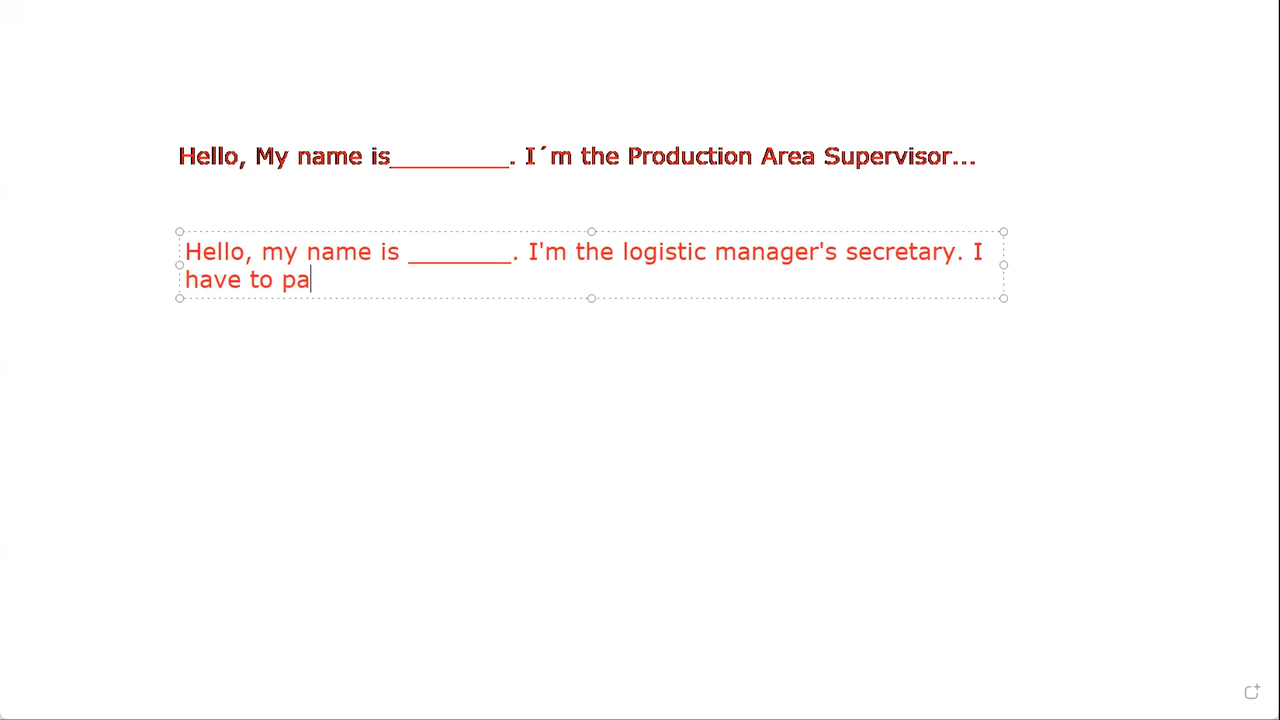 Hello, My name is_________. I´m the Production Area Supervisor...
Hello, my name is ________. I'm the logistic manager's secretary. I
have to pa